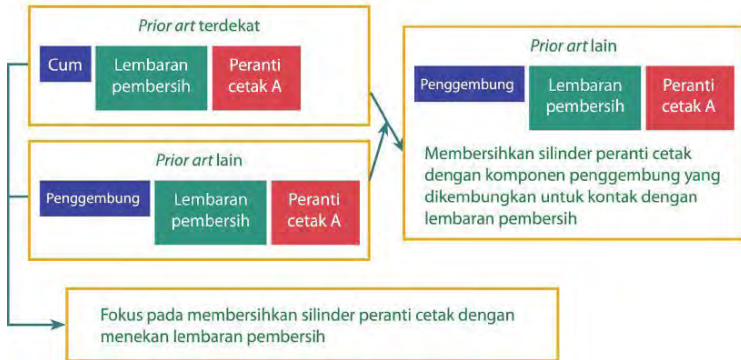 Prior art terdekat
Cum
Lembaran
pembersih
Peranti
cetak A
Prior art lain
Penggembung
Lembaran
pembersih
Peranti
cetak A
Prior art lain
Penggembung
Lembaran
pembersih
Peranti
cetak A
Membersihkan silinder peranti cetak
dengan komponen penggembung yang
dikembungkan untuk kontak dengan
lembaran pembersih
Fokus pada membersihkan silinder peranti cetak dengan
menekan lembaran pembersih